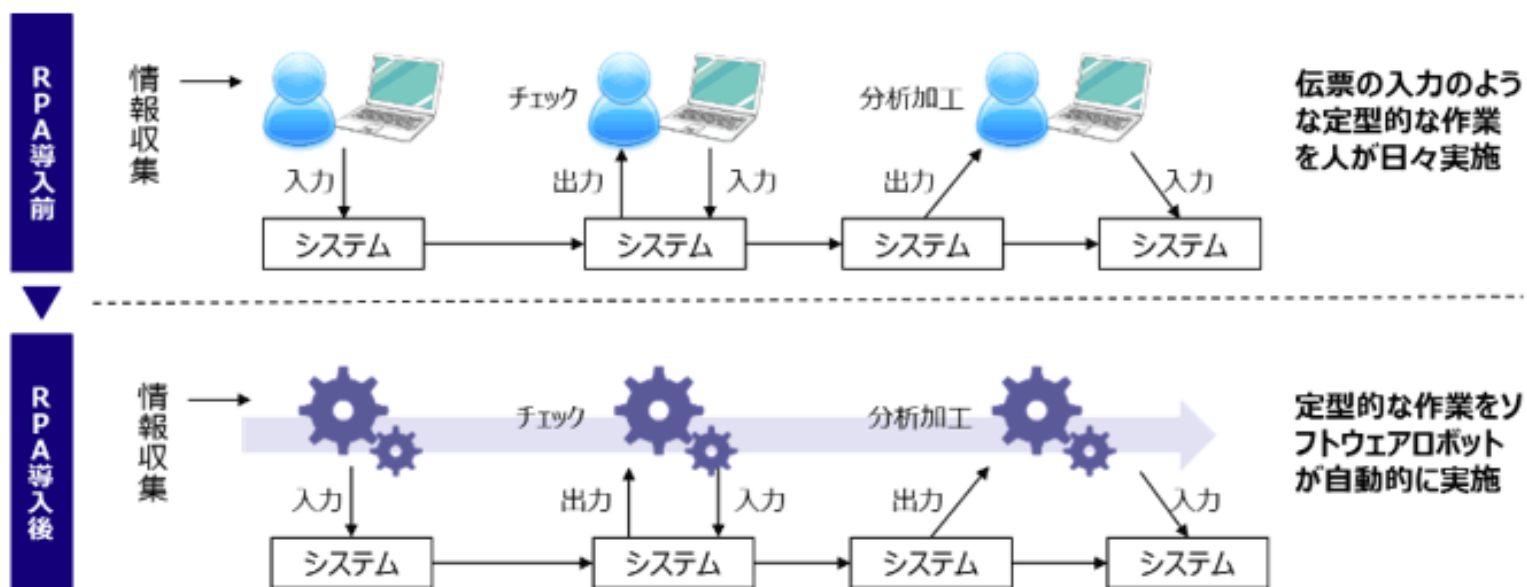 RPA導入前
情報収集
チェック
分析加工
入力
出力
入力
出力
入力
システム
システム
システム
システム
伝票の入力のよう
な定型的な作業
を人が日々実施
RPA導入後
情報収集
チェック
分析加工
入力
出力
入力
出力
入力
システム
システム
システム
システム
定型的な作業をソ
フトウェアロボット
が自動的に実施